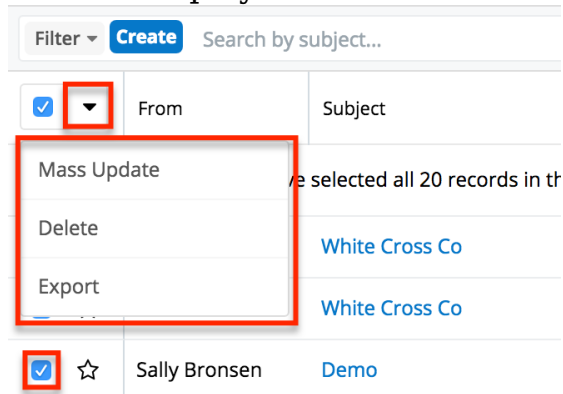 Filter Create Search by subject...
From Subject
Mass Update
selected all 20 records in th
Delete
White Cross Co
Export
White Cross Co
Sally Bronsen Demo